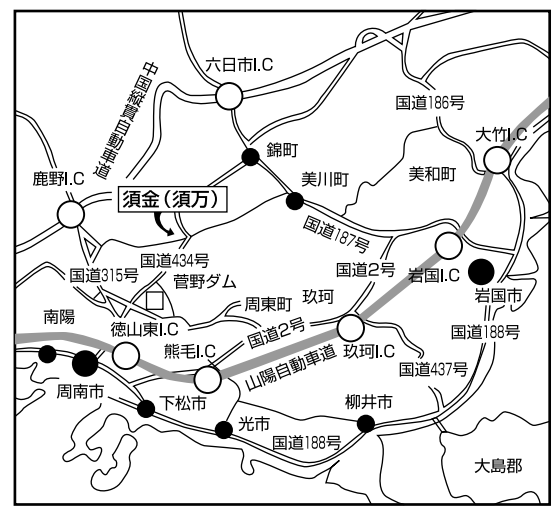 六日市I.C
中国縦貫自動車道
国道186号
大竹I.C
錦町
鹿野I.C
美川町
美和町
須金（須万）
国道187号
国道434号
国道2号
岩国I.C
国道315号
菅野ダム
岩国市
周東町
玖珂
南陽
徳山東I.C
国道2号
国道188号
熊毛I.C
山陽自動車道
玖珂I.C
国道437号
周南市
下松市
柳井市
光市
国道188号
大島郡